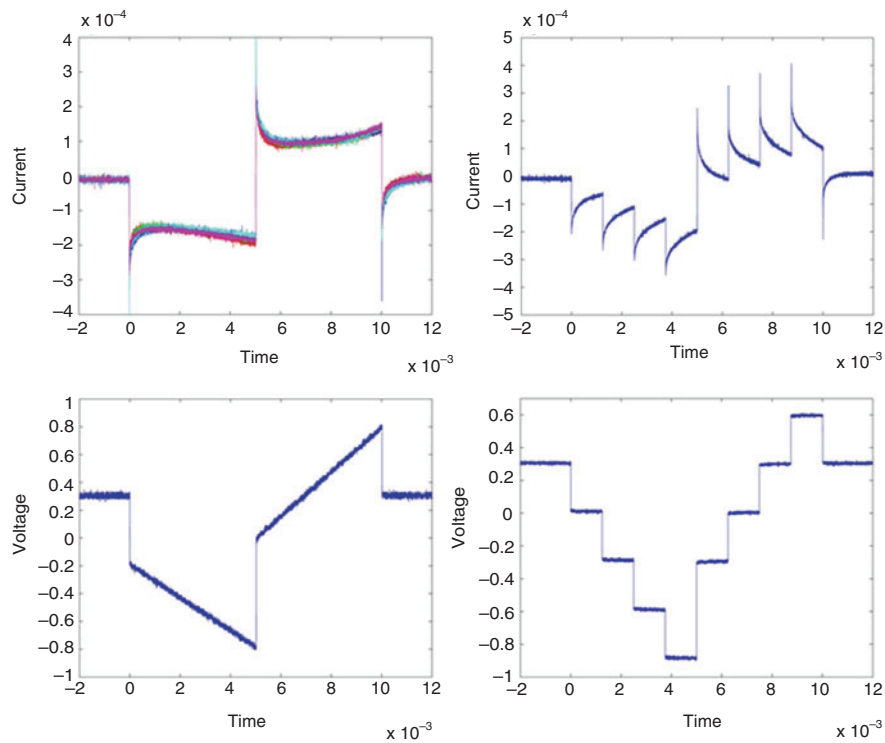 x 10⁻⁴
Current
4
3
2
1
0
–1
–2
–3
–4
–2 0 2 4 6 8 10 12
Time
x 10⁻³
x 10⁻⁴
Current
5
4
3
2
1
0
–1
–2
–3
–4
–5
–2 0 2 4 6 8 10 12
Time
x 10⁻³
Voltage
1
0.8
0.6
0.4
0.2
0
–0.2
–0.4
–0.6
–0.8
–1
–2 0 2 4 6 8 10 12
Time
x 10⁻³
Voltage
0.6
0.4
0.2
0
–0.2
–0.4
–0.6
–0.8
–1
–2 0 2 4 6 8 10 12
Time
x 10⁻³